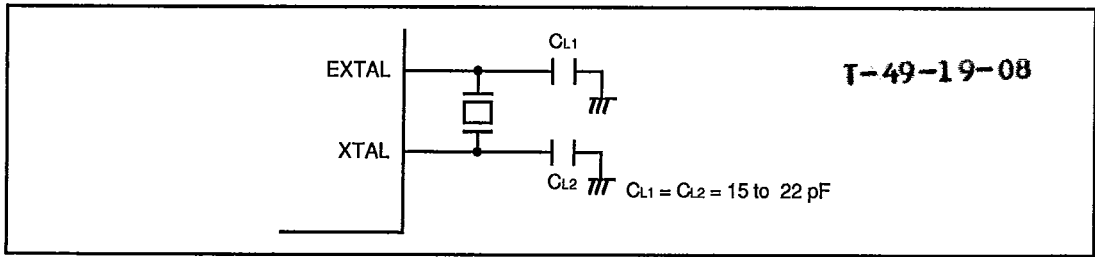 CL1
EXTAL
T-49-19-08
XTAL
CL2
CL1 = CL2 = 15 to 22 pF